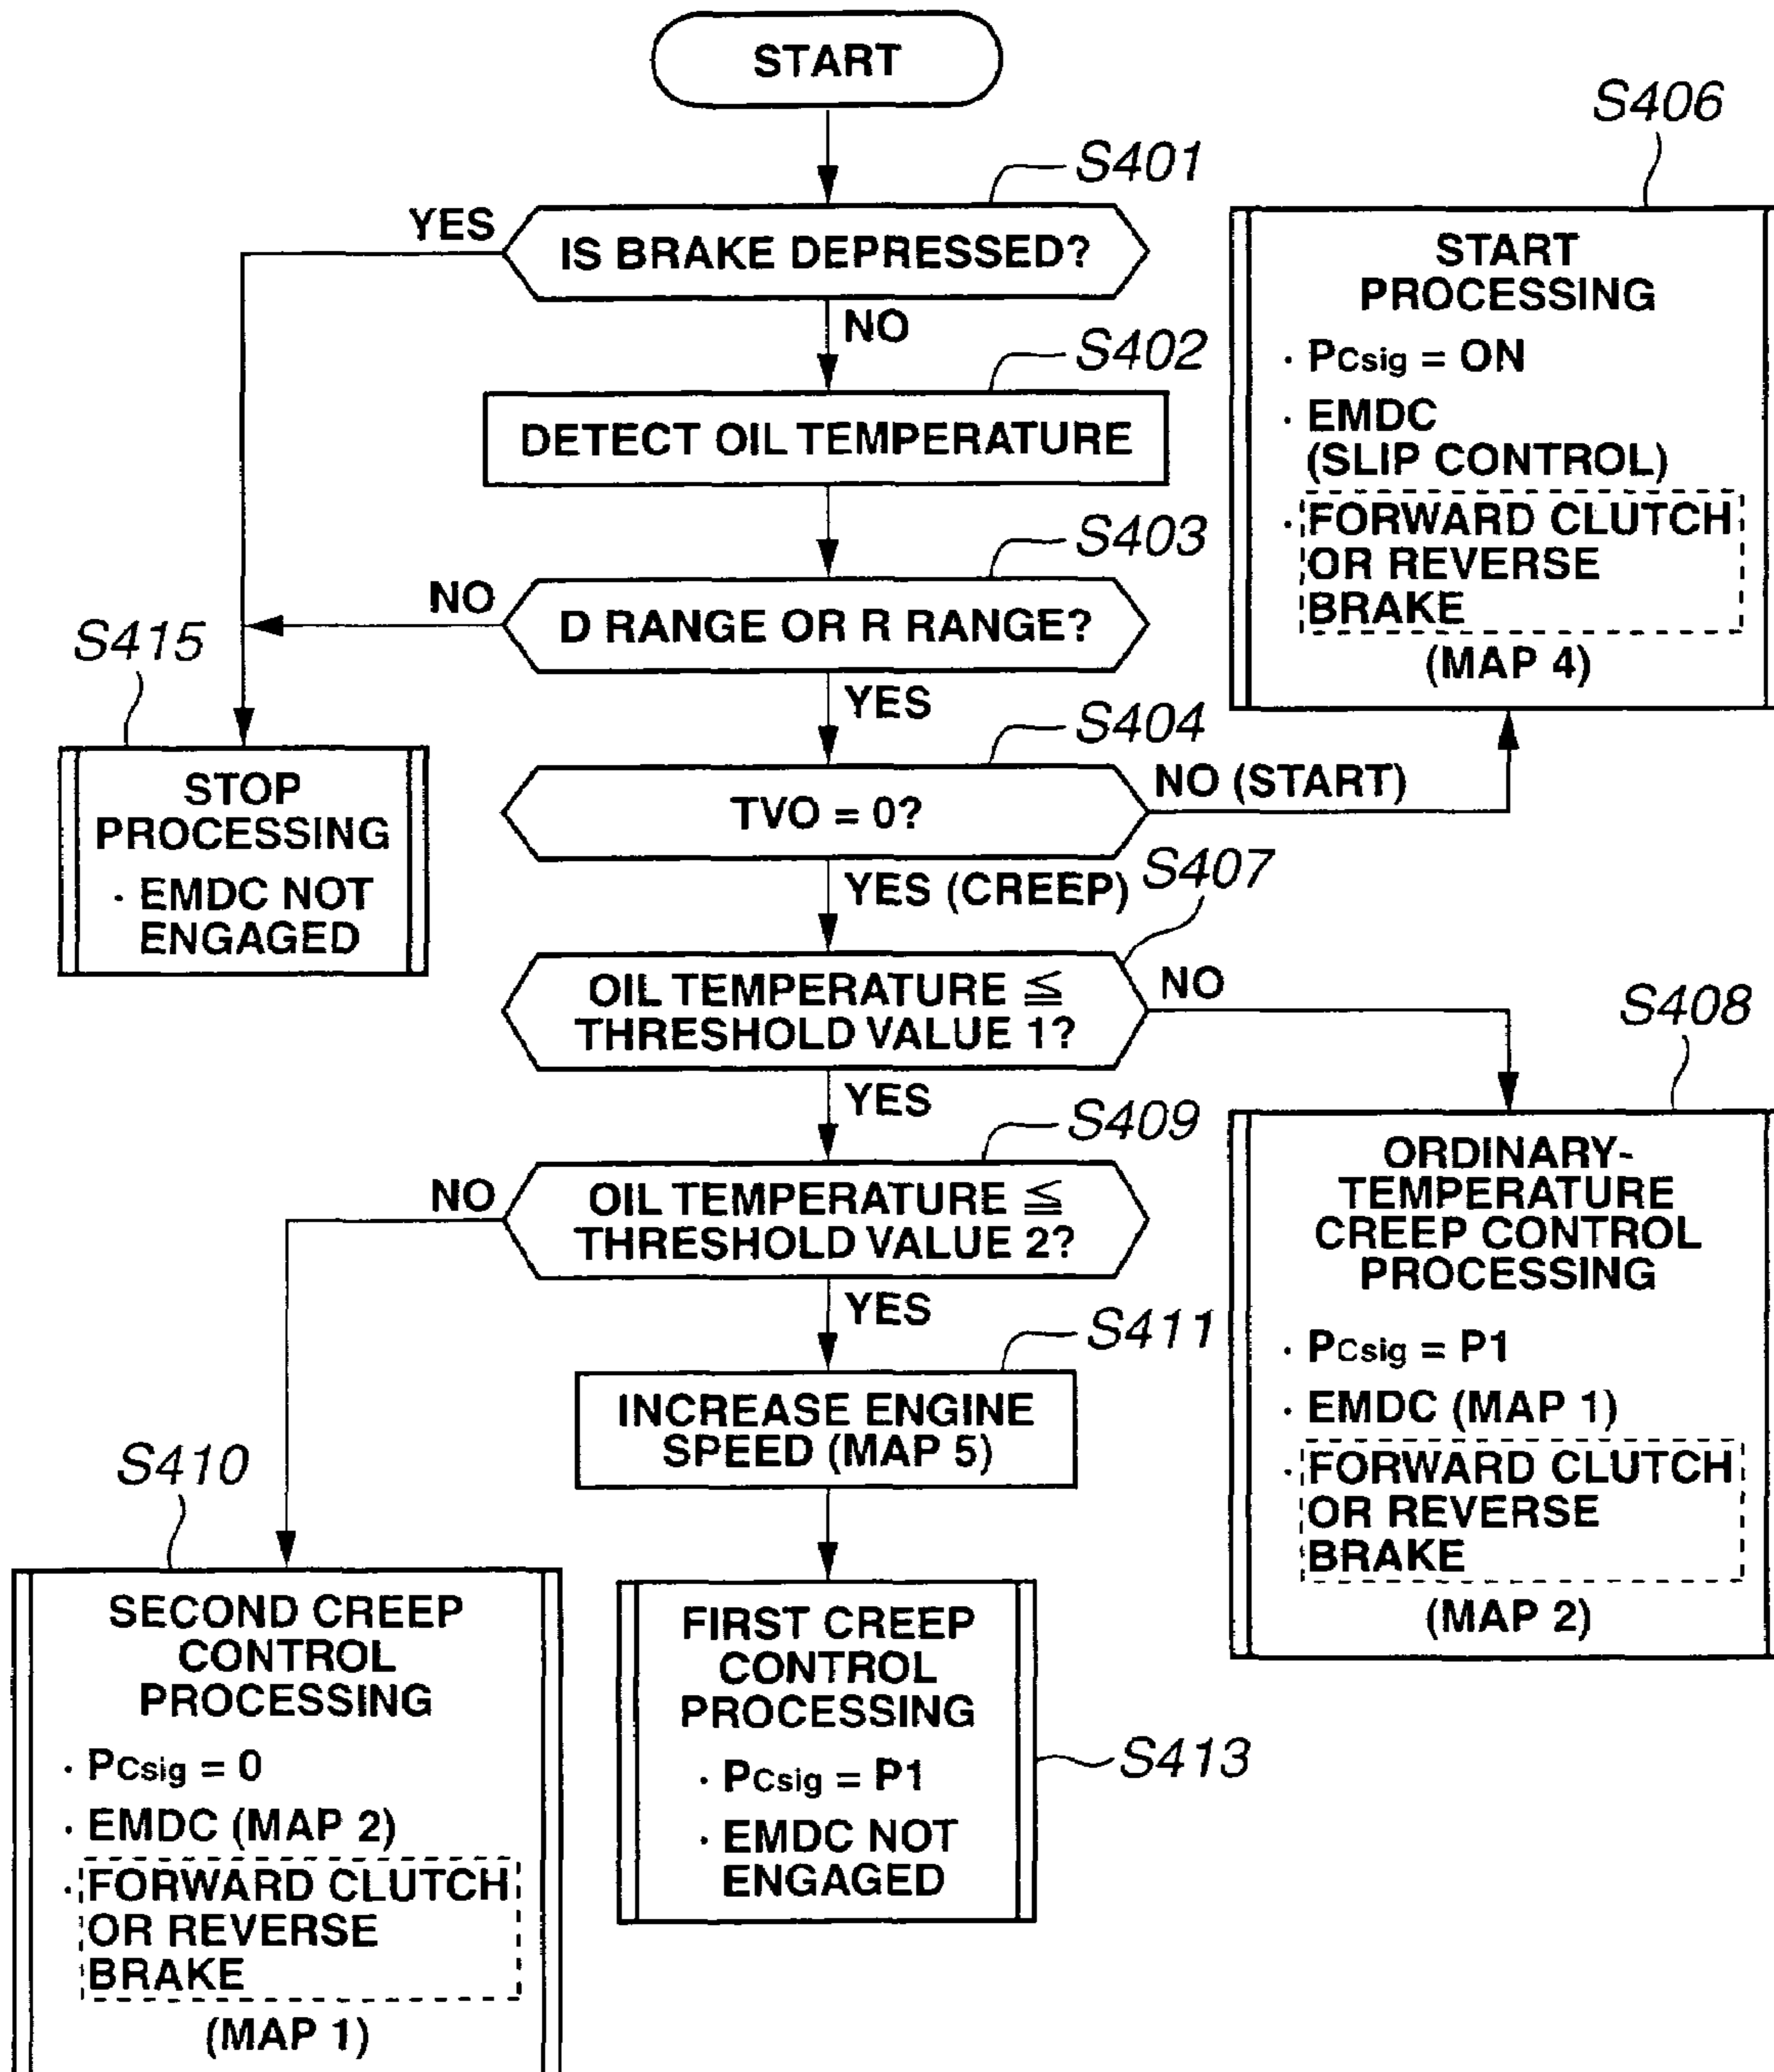 START
S401
YES
IS BRAKE DEPRESSED?
NO
S402
DETECT OIL TEMPERATURE
S403
NO
D RANGE OR R RANGE?
YES
S404
TVO = 0?
NO (START)
S406
START
PROCESSING
· PCsig = ON
· EMDC
(SLIP CONTROL)
· FORWARD CLUTCH
OR REVERSE
BRAKE
(MAP 4)
S415
STOP
PROCESSING
· EMDC NOT
ENGAGED
YES (CREEP)
S407
OIL TEMPERATURE ≦
THRESHOLD VALUE 1?
NO
S408
ORDINARY-
TEMPERATURE
CREEP CONTROL
PROCESSING
· PCsig = P1
· EMDC (MAP 1)
· FORWARD CLUTCH
OR REVERSE
BRAKE
(MAP 2)
YES
S409
NO
OIL TEMPERATURE ≦
THRESHOLD VALUE 2?
YES
S411
INCREASE ENGINE
SPEED (MAP 5)
S410
SECOND CREEP
CONTROL
PROCESSING
· PCsig = 0
· EMDC (MAP 2)
· FORWARD CLUTCH
OR REVERSE
BRAKE
(MAP 1)
FIRST CREEP
CONTROL
PROCESSING
· PCsig = P1
· EMDC NOT
ENGAGED
S413